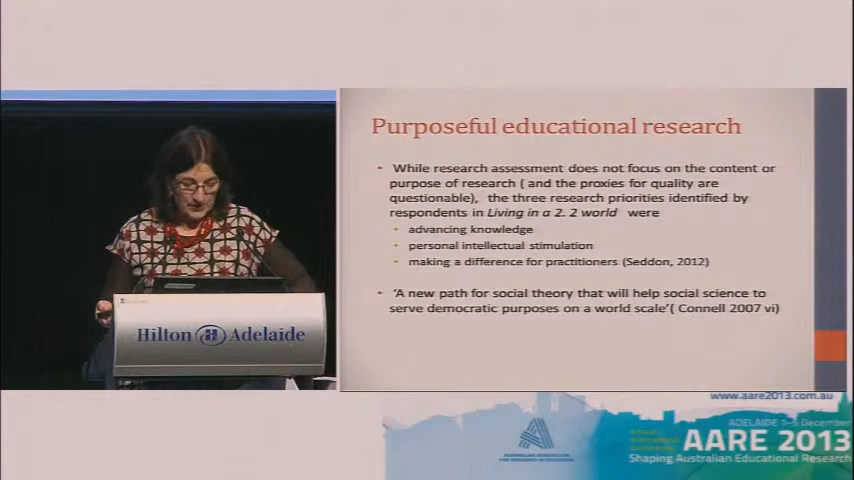 Purposeful educational research
While research assessment does not focus on the content or
purpose of research ( and the proxies for quality are
questionable), the three research priorities identified by
respondents in Living in a 2. 2 world were
advancing knowledge
personal intellectual stimulation
making a difference for practitioners (Seddon, 2012)
'A new path for social theory that will help social science to
serve democratic purposes on a world scale'( Connell 2007 vi)
Hilton H Adelaide
www.aare2013.com.au
ADELAIDE 1–5 December
AARE 2013
Shaping Australian Educational Research